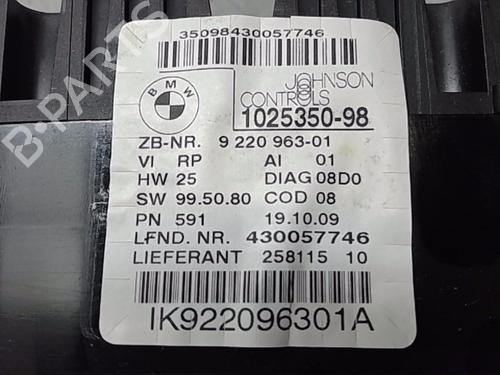 B-PARTS
35098430057746
BMW
JOHNSON
CONTROLS
1025350-98
ZB-NR. 9 220 963-01
VI RP AI 01
HW 25 DIAG 08D0
SW 99.50.80 COD 08
PN 591 19.10.09
LFND. NR. 430057746
LIEFERANT 258115 10
IK922096301A